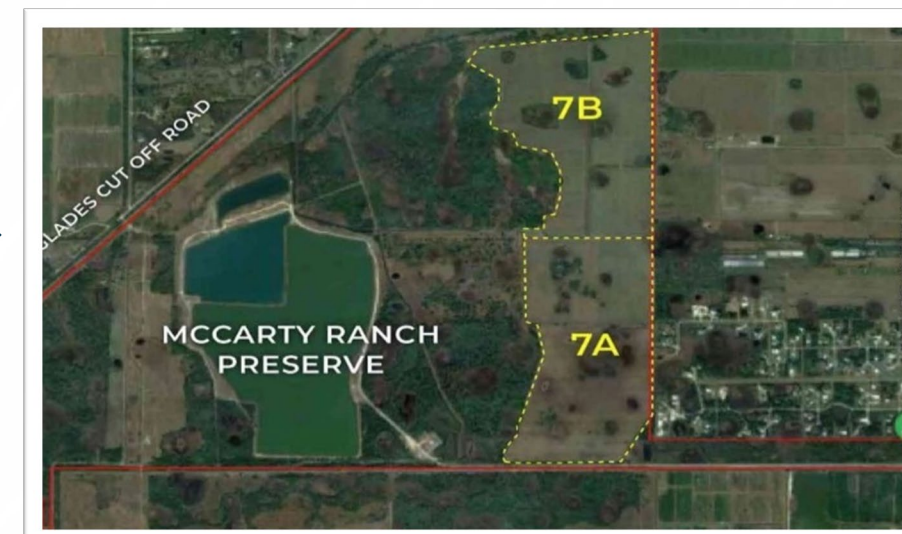 GLADES CUT OFF ROAD
7B
MCCARTY RANCH
PRESERVE
7A